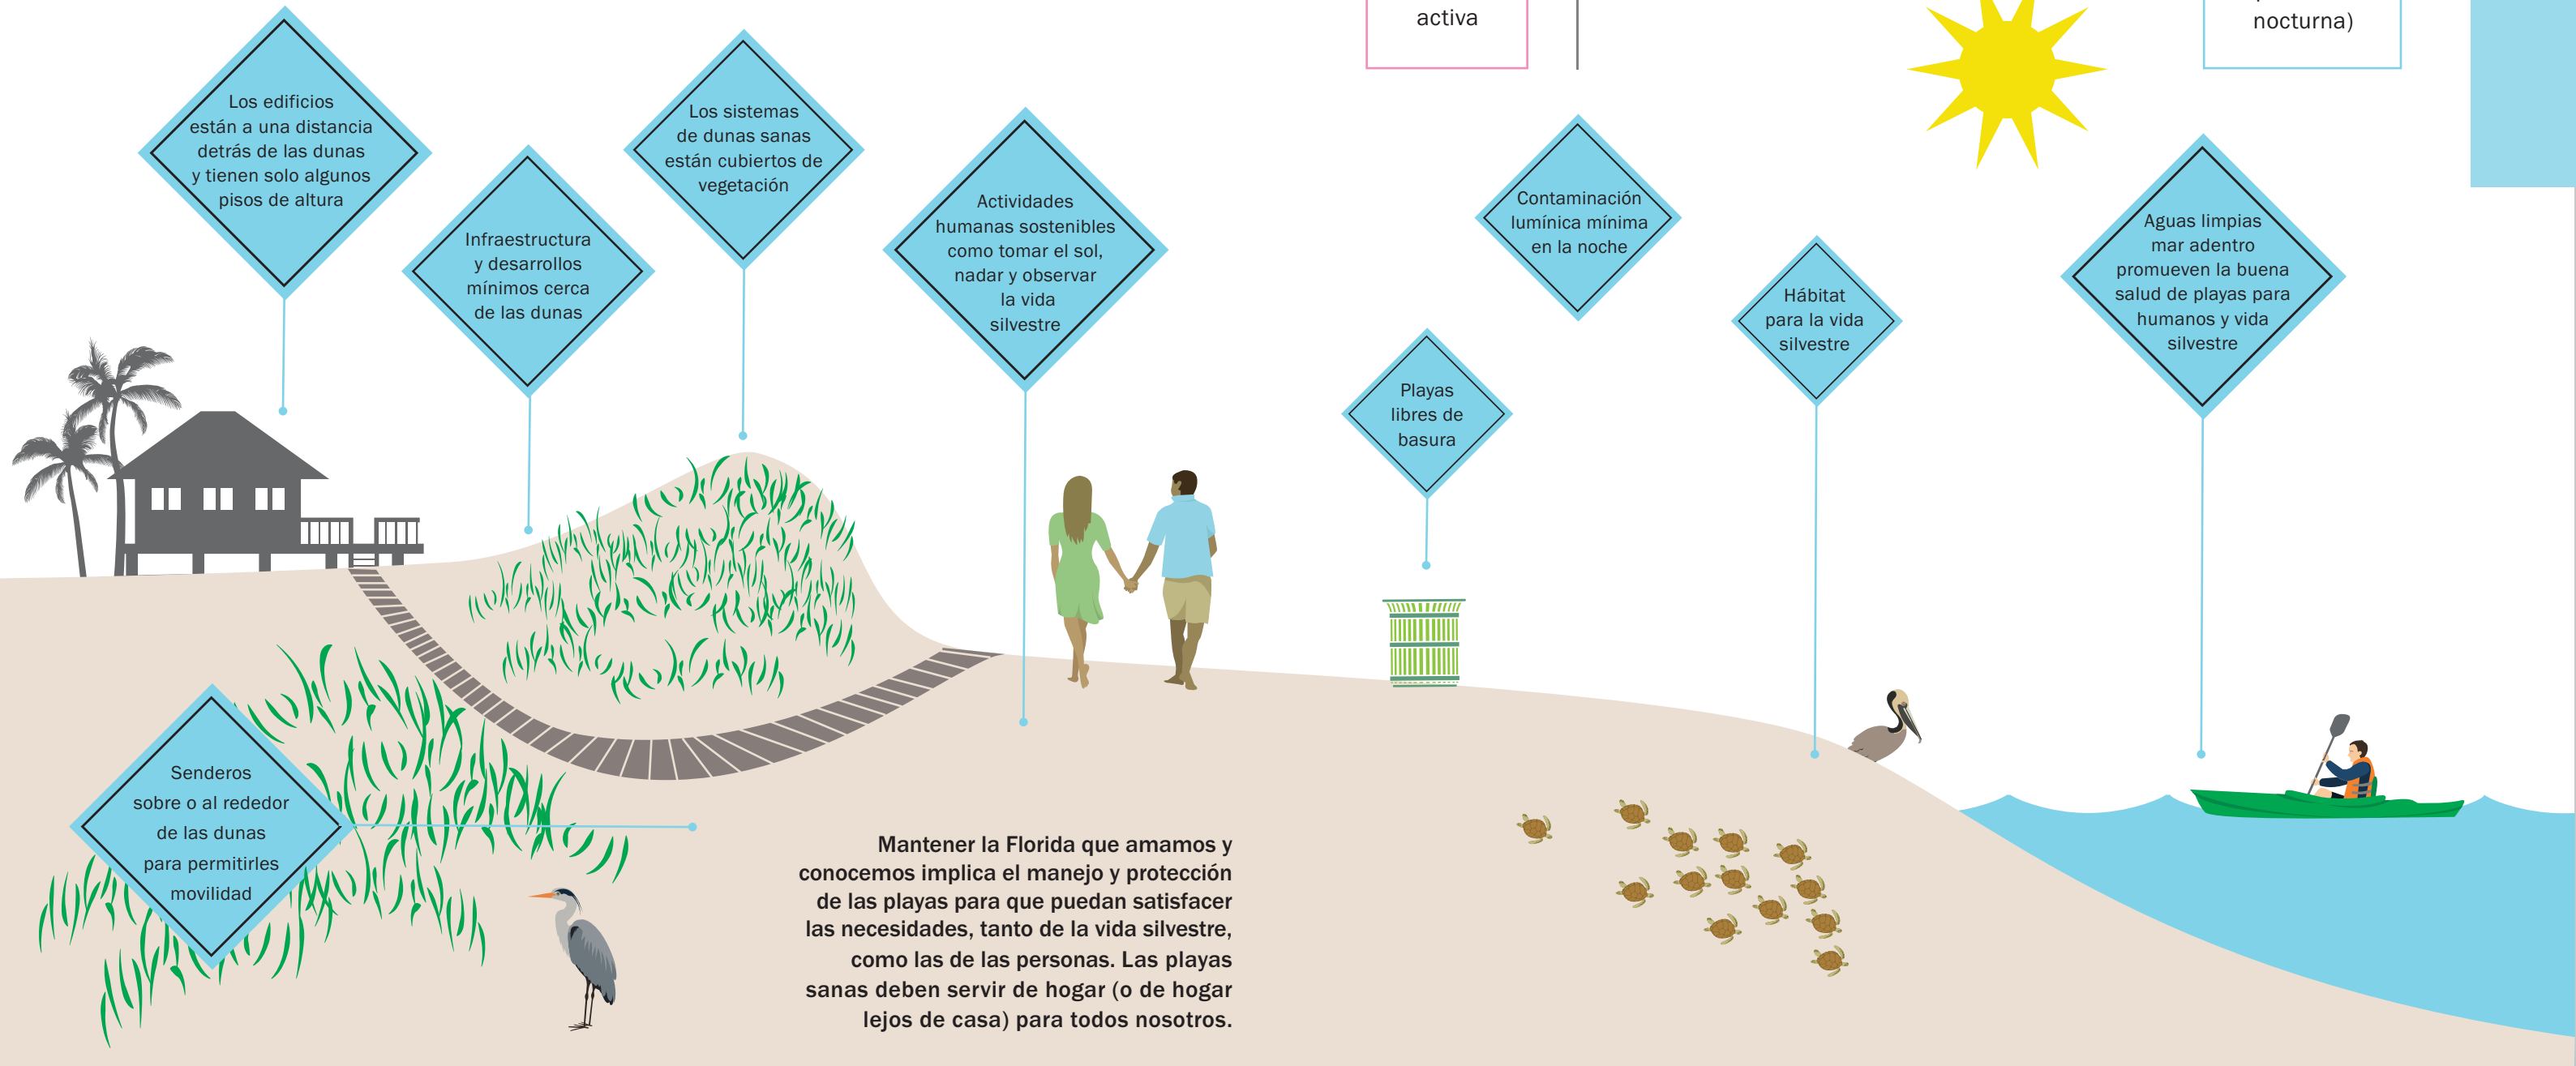 activa
nocturna)
Los edificios
están a una distancia
detrás de las dunas
y tienen solo algunos
pisos de altura
Infraestructura
y desarrollos
mínimos cerca
de las dunas
Los sistemas
de dunas sanas
están cubiertos de
vegetación
Actividades
humanas sostenibles
como tomar el sol,
nadar y observar
la vida
silvestre
Contaminación
lumínica mínima
en la noche
Playas
libres de
basura
Hábitat
para la vida
silvestre
Aguas limpias
mar adentro
promueven la buena
salud de playas para
humanos y vida
silvestre
Senderos
sobre o al rededor
de las dunas
para permitirles
movilidad
Mantener la Florida que amamos y
conocemos implica el manejo y protección
de las playas para que puedan satisfacer
las necesidades, tanto de la vida silvestre,
como las de las personas. Las playas
sanas deben servir de hogar (o de hogar
lejos de casa) para todos nosotros.